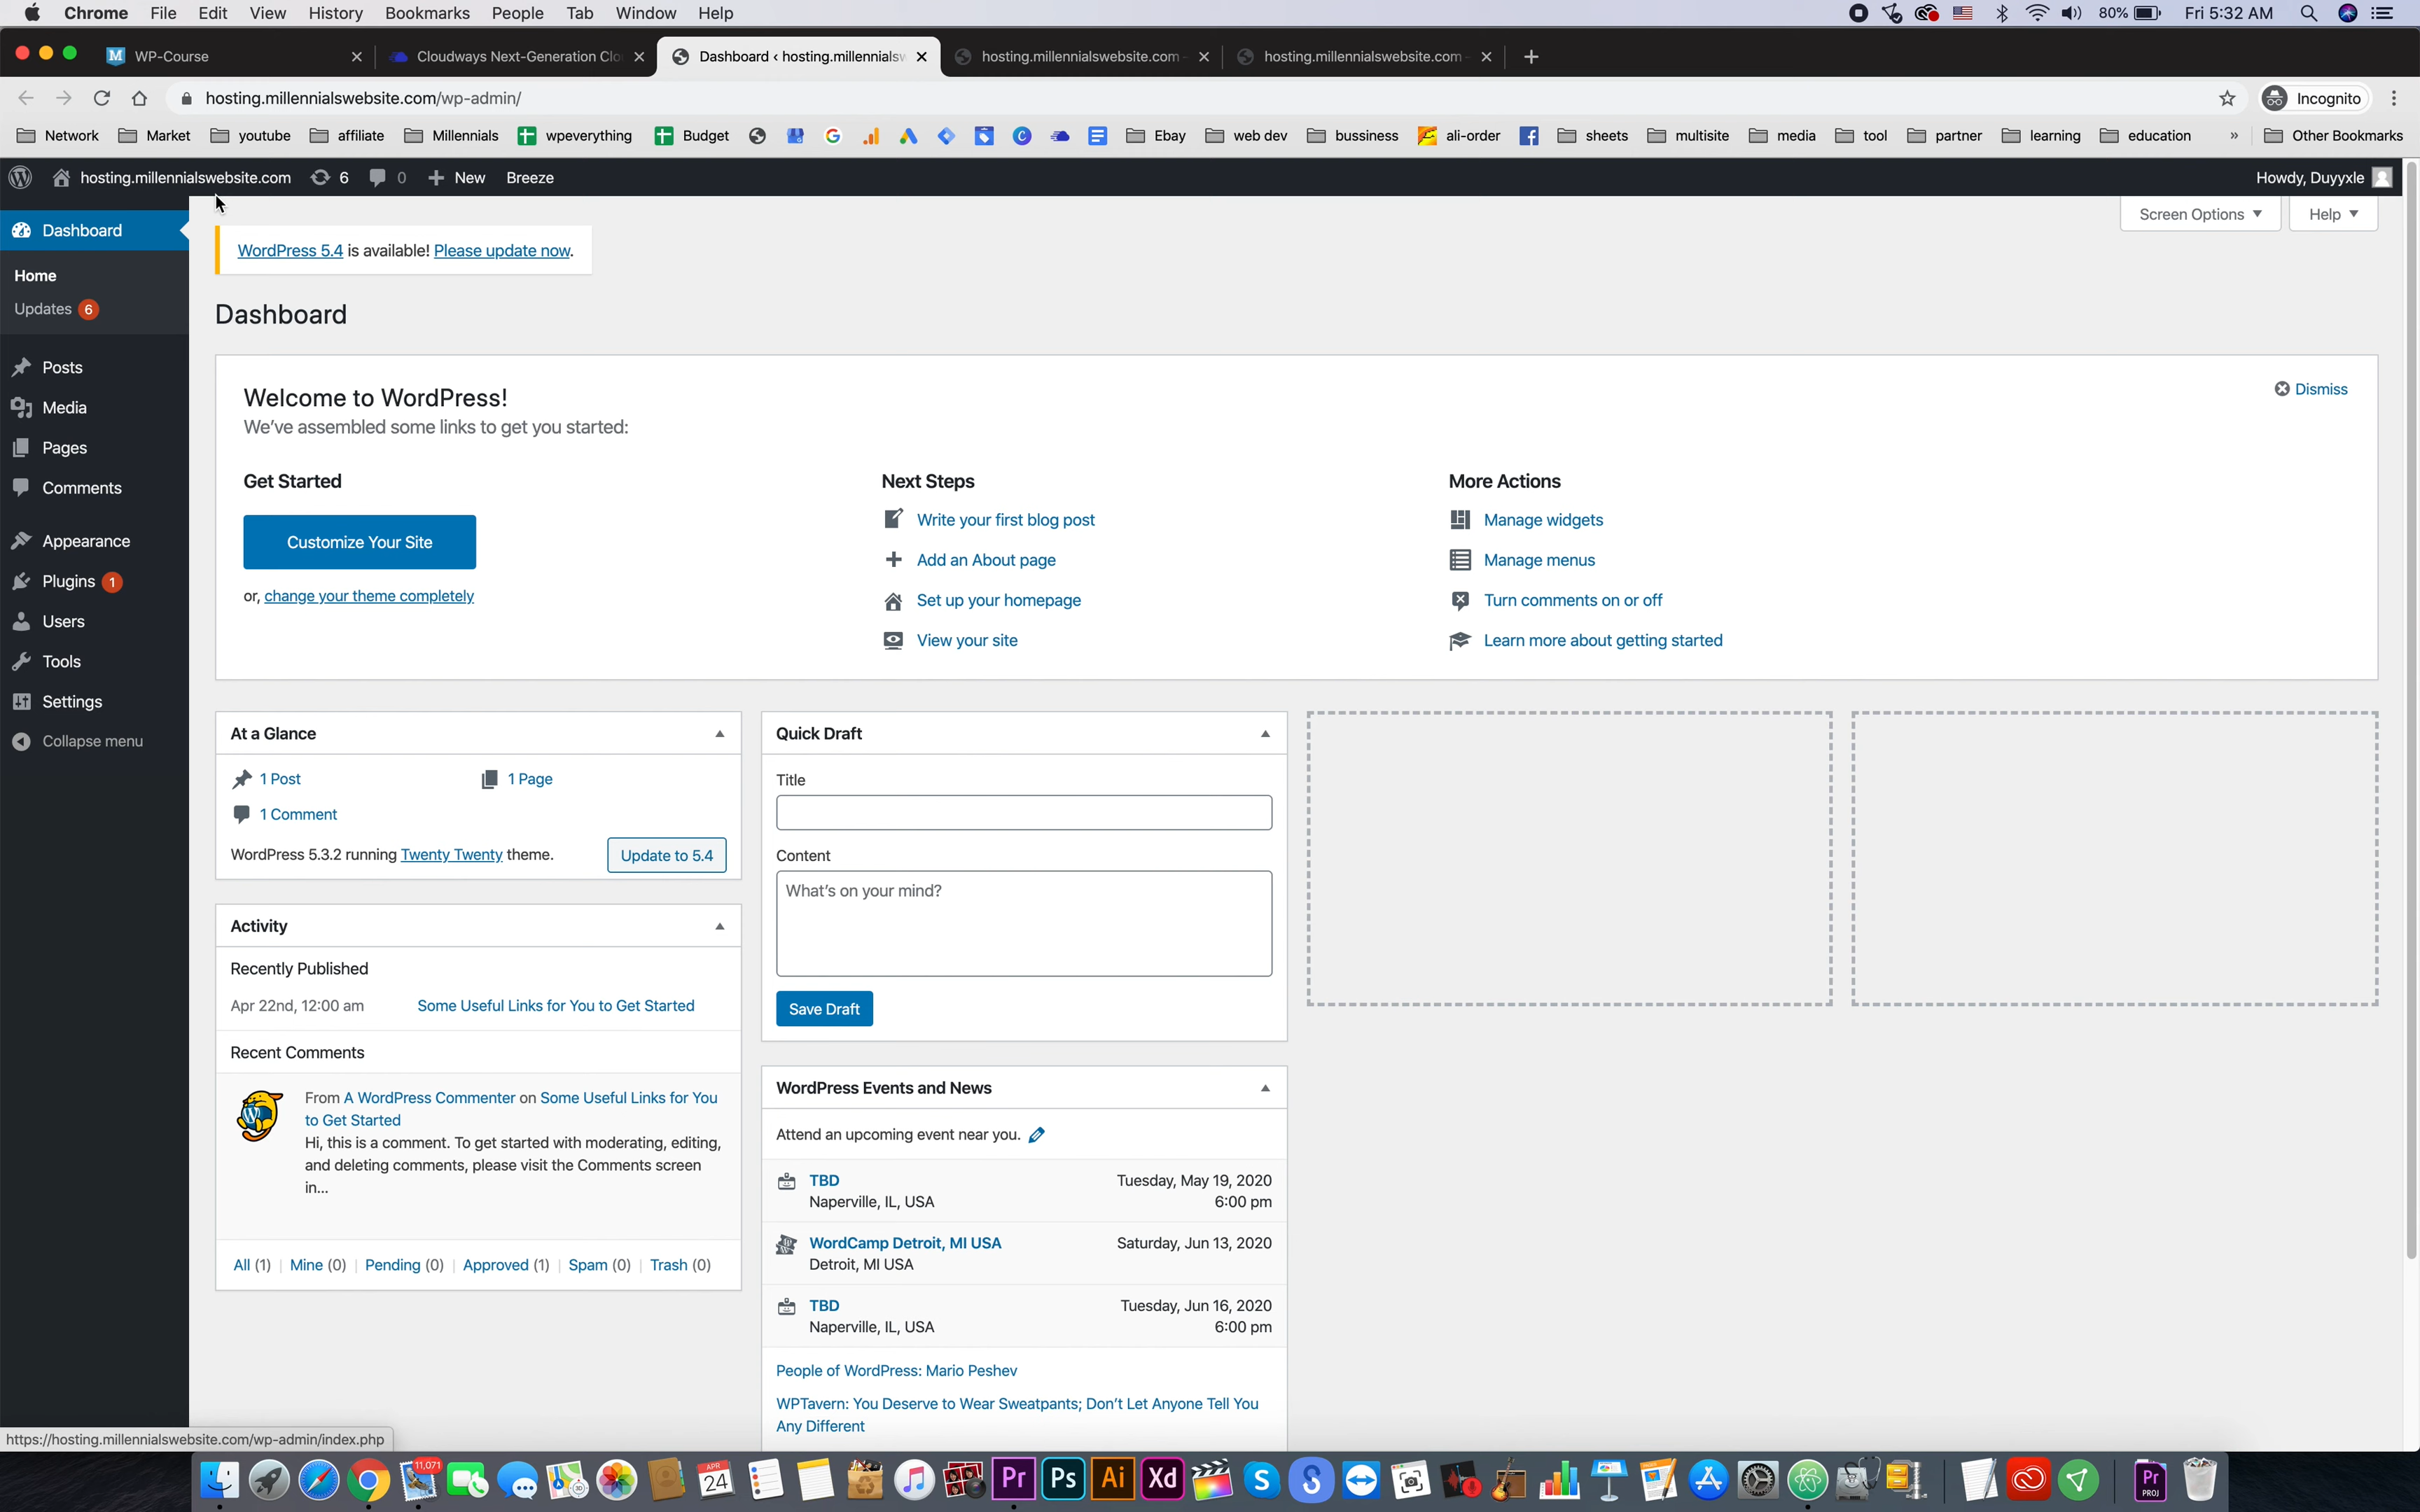 Chrome File Edit View History Bookmarks People Tab Window Help 80% Fri 5:32 AM
WP-Course Cloudways Next-Generation Clo Dashboard ‹ hosting.millennialsw hosting.millennialswebsite.com - hosting.millennialswebsite.com -
hosting.millennialswebsite.com/wp-admin/ Incognito
Network Market youtube affiliate Millennials wpeverything Budget Ebay web dev bussiness ali-order sheets multisite media tool partner learning education » Other Bookmarks
hosting.millennialswebsite.com 6 0 New Breeze Howdy, Duyyxle
Screen Options Help
Dashboard
Home
Updates 6
Posts
Media
Pages
Comments
Appearance
Plugins 1
Users
Tools
Settings
Collapse menu
WordPress 5.4 is available! Please update now.
Dashboard
Welcome to WordPress!
Dismiss
We've assembled some links to get you started:
Get Started
Customize Your Site
or, change your theme completely
Next Steps
Write your first blog post
Add an About page
Set up your homepage
View your site
More Actions
Manage widgets
Manage menus
Turn comments on or off
Learn more about getting started
At a Glance
1 Post 1 Page
1 Comment
WordPress 5.3.2 running Twenty Twenty theme. Update to 5.4
Activity
Recently Published
Apr 22nd, 12:00 am Some Useful Links for You to Get Started
Recent Comments
From A WordPress Commenter on Some Useful Links for You
to Get Started
Hi, this is a comment. To get started with moderating, editing,
and deleting comments, please visit the Comments screen
in...
All (1) | Mine (0) | Pending (0) | Approved (1) | Spam (0) | Trash (0)
Quick Draft
Title
Content
What's on your mind?
Save Draft
WordPress Events and News
Attend an upcoming event near you.
TBD Tuesday, May 19, 2020
Naperville, IL, USA 6:00 pm
WordCamp Detroit, MI USA Saturday, Jun 13, 2020
Detroit, MI USA
TBD Tuesday, Jun 16, 2020
Naperville, IL, USA 6:00 pm
People of WordPress: Mario Peshev
WPTavern: You Deserve to Wear Sweatpants; Don't Let Anyone Tell You
Any Different
https://hosting.millennialswebsite.com/wp-admin/index.php
11,071 APR 24 Pr Ps Ai Xd S S Pr PROJ